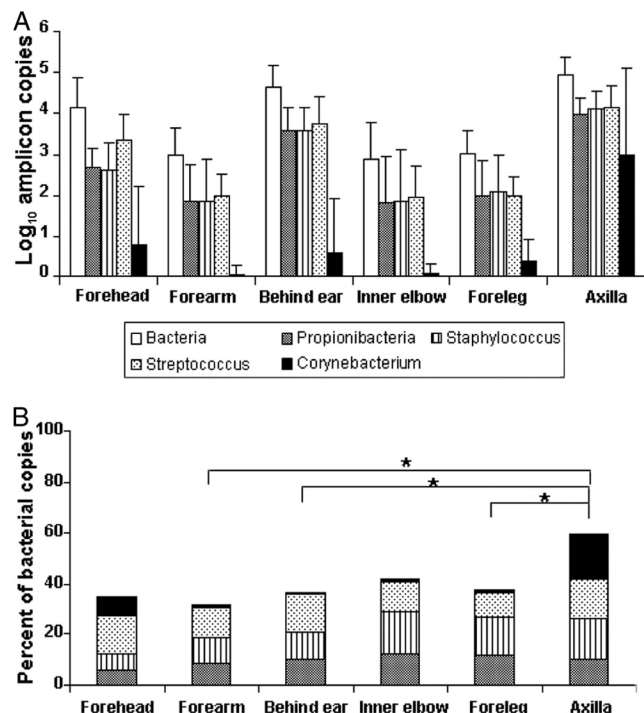 A
Log₁₀ amplicon copies
6
5
4
3
2
1
0
Forehead Forearm Behind ear Inner elbow Foreleg Axilla
Bacteria Propionibacteria Staphylococcus
Streptococcus Corynebacterium
B
Percent of bacterial copies
100
80
60
40
20
0
*
*
*
Forehead Forearm Behind ear Inner elbow Foreleg Axilla